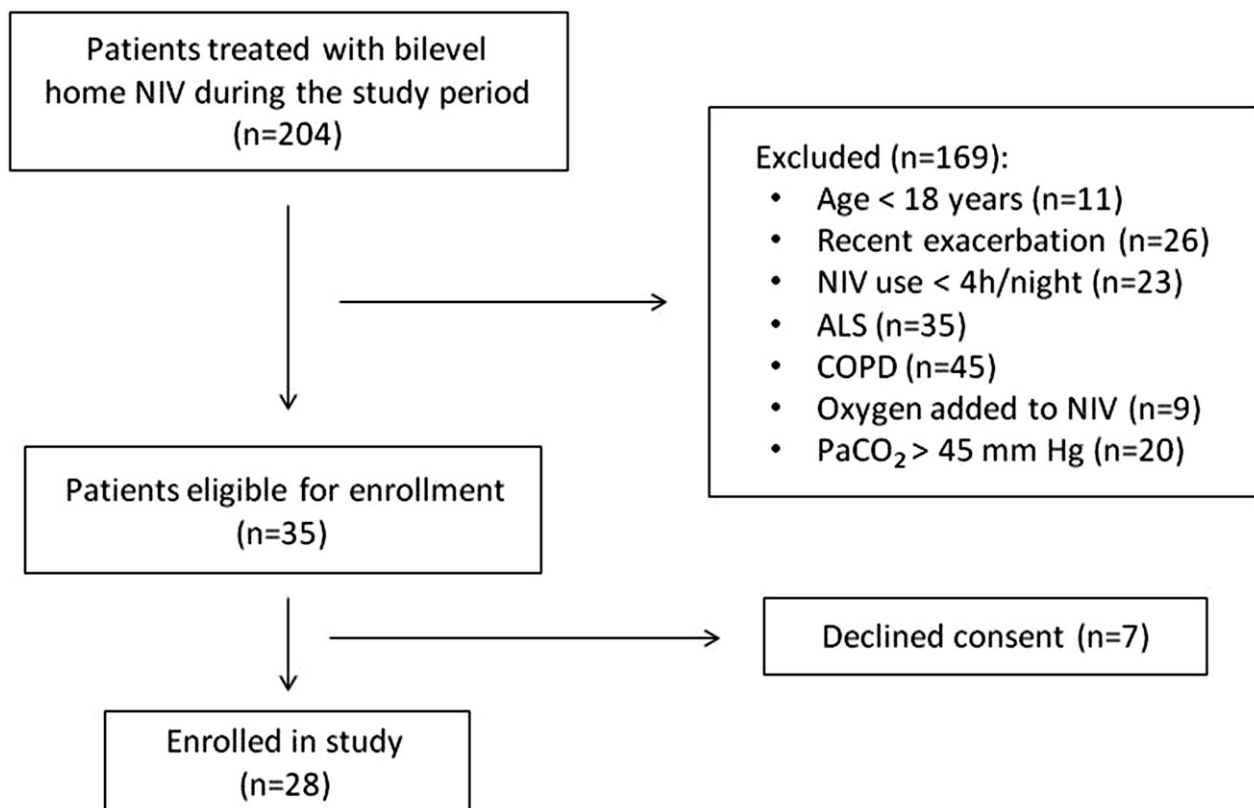 Patients treated with bilevel
home NIV during the study period
(n=204)
Excluded (n=169):
• Age < 18 years (n=11)
• Recent exacerbation (n=26)
• NIV use < 4h/night (n=23)
• ALS (n=35)
• COPD (n=45)
• Oxygen added to NIV (n=9)
• PaCO₂ > 45 mm Hg (n=20)
Patients eligible for enrollment
(n=35)
Declined consent (n=7)
Enrolled in study
(n=28)